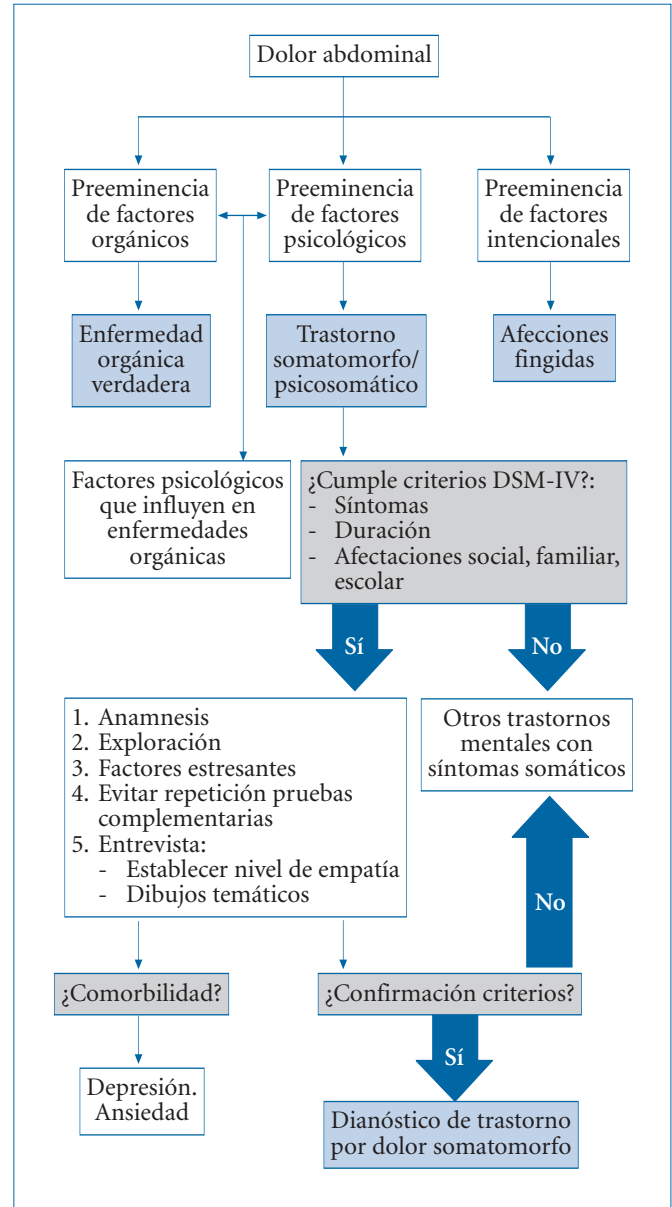 Dolor abdominal
Preeminencia
de factores
orgánicos
Preeminencia
de factores
psicológicos
Preeminencia
de factores
intencionales
Enfermedad
orgánica
verdadera
Trastorno
somatomorfo/
psicosomático
Afecciones
fingidas
Factores psicológicos
que influyen en
enfermedades
orgánicas
¿Cumple criterios DSM-IV?:
- Síntomas
- Duración
- Afectaciones social, familiar,
escolar
Sí
No
1. Anamnesis
2. Exploración
3. Factores estresantes
4. Evitar repetición pruebas
complementarias
5. Entrevista:
- Establecer nivel de empatía
- Dibujos temáticos
Otros trastornos
mentales con
síntomas somáticos
No
¿Comorbilidad?
¿Confirmación criterios?
Sí
Depresión.
Ansiedad
Dianóstico de trastorno
por dolor somatomorfo